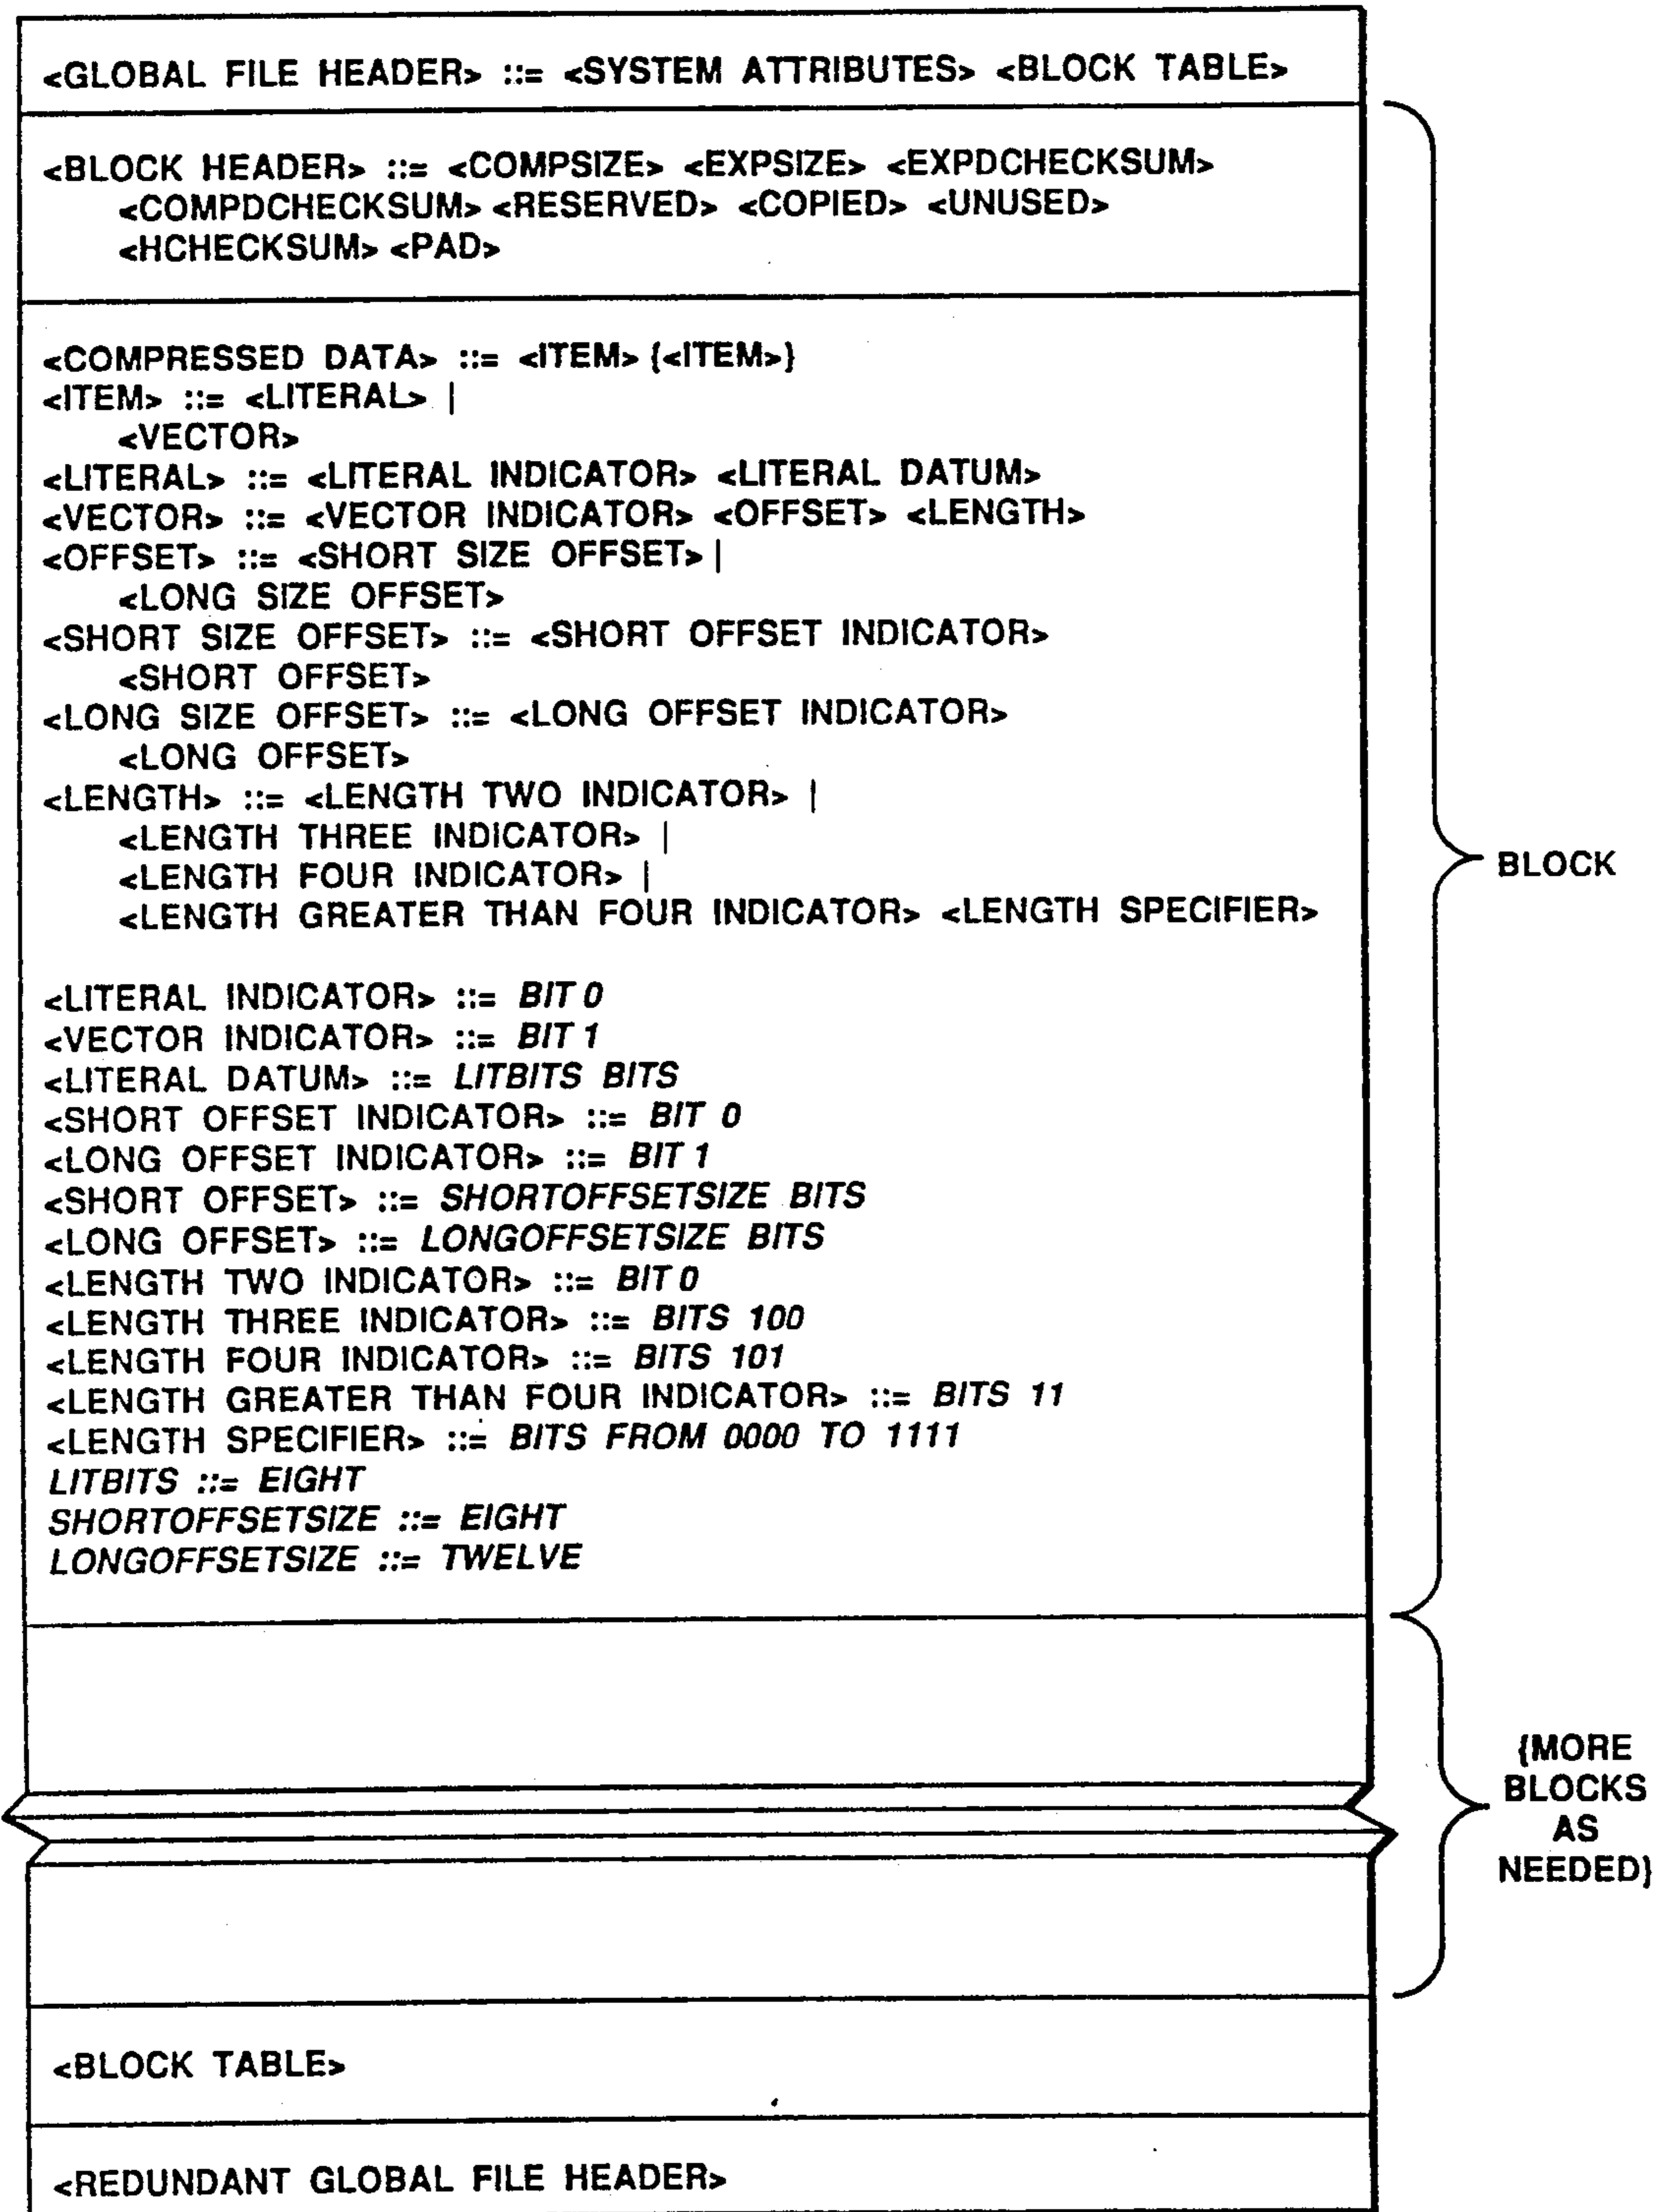 <GLOBAL FILE HEADER> ::= <SYSTEM ATTRIBUTES> <BLOCK TABLE>
<BLOCK HEADER> ::= <COMPSIZE> <EXPSIZE> <EXPDCHECKSUM>
<COMPDCHECKSUM> <RESERVED> <COPIED> <UNUSED>
<HCHECKSUM> <PAD>
<COMPRESSED DATA> ::= <ITEM> {<ITEM>}
<ITEM> ::= <LITERAL> |
<VECTOR>
<LITERAL> ::= <LITERAL INDICATOR> <LITERAL DATUM>
<VECTOR> ::= <VECTOR INDICATOR> <OFFSET> <LENGTH>
<OFFSET> ::= <SHORT SIZE OFFSET> |
<LONG SIZE OFFSET>
<SHORT SIZE OFFSET> ::= <SHORT OFFSET INDICATOR>
<SHORT OFFSET>
<LONG SIZE OFFSET> ::= <LONG OFFSET INDICATOR>
<LONG OFFSET>
<LENGTH> ::= <LENGTH TWO INDICATOR> |
<LENGTH THREE INDICATOR> |
<LENGTH FOUR INDICATOR> |
<LENGTH GREATER THAN FOUR INDICATOR> <LENGTH SPECIFIER>
<LITERAL INDICATOR> ::= BIT 0
<VECTOR INDICATOR> ::= BIT 1
<LITERAL DATUM> ::= LITBITS BITS
<SHORT OFFSET INDICATOR> ::= BIT 0
<LONG OFFSET INDICATOR> ::= BIT 1
<SHORT OFFSET> ::= SHORTOFFSETSIZE BITS
<LONG OFFSET> ::= LONGOFFSETSIZE BITS
<LENGTH TWO INDICATOR> ::= BIT 0
<LENGTH THREE INDICATOR> ::= BITS 100
<LENGTH FOUR INDICATOR> ::= BITS 101
<LENGTH GREATER THAN FOUR INDICATOR> ::= BITS 11
<LENGTH SPECIFIER> ::= BITS FROM 0000 TO 1111
LITBITS ::= EIGHT
SHORTOFFSETSIZE ::= EIGHT
LONGOFFSETSIZE ::= TWELVE
BLOCK
{MORE
BLOCKS
AS
NEEDED}
<BLOCK TABLE>
<REDUNDANT GLOBAL FILE HEADER>